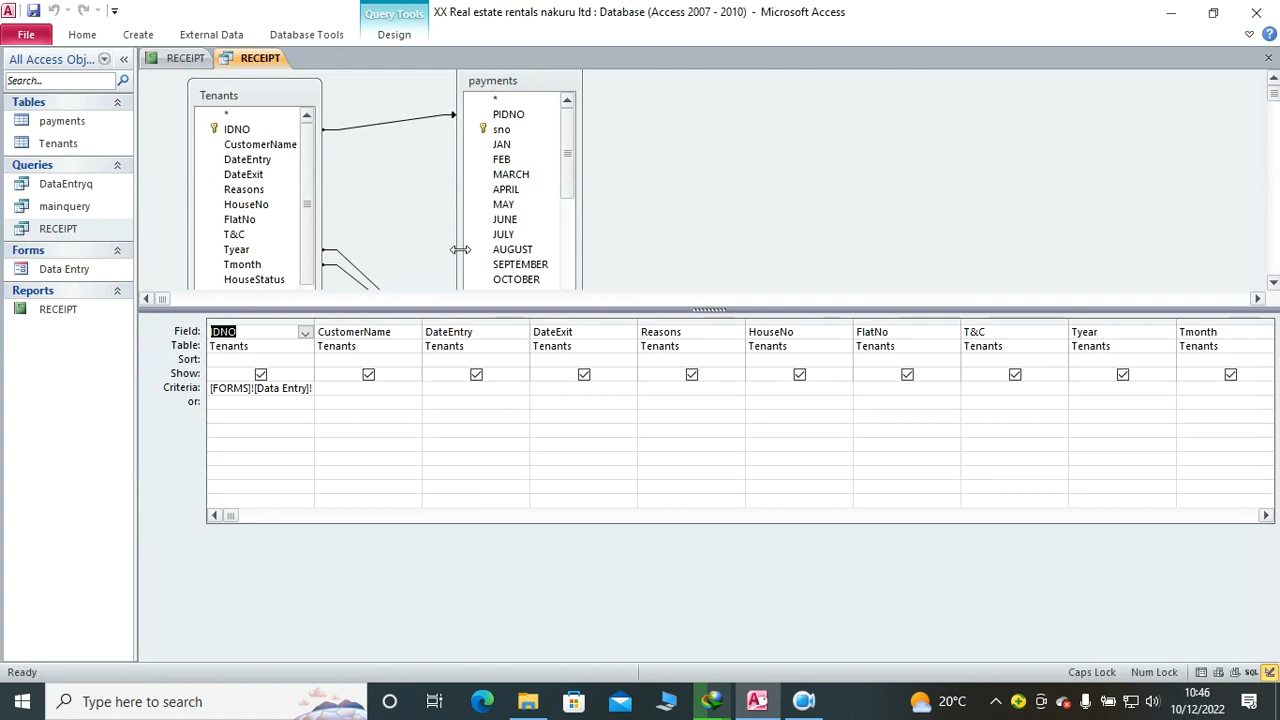 Query Tools
XX Real estate rentals nakuru ltd : Database (Access 2007 - 2010) - Microsoft Access
File Home Create External Data Database Tools Design
All Access Obj...
Search...
Tables
payments
Tenants
Queries
DataEntryq
mainquery
RECEIPT
Forms
Data Entry
Reports
RECEIPT
RECEIPT RECEIPT
Tenants
*
IDNO
CustomerName
DateEntry
DateExit
Reasons
HouseNo
FlatNo
T&C
Tyear
Tmonth
HouseStatus
payments
*
PIDNO
sno
JAN
FEB
MARCH
APRIL
MAY
JUNE
JULY
AUGUST
SEPTEMBER
OCTOBER
Field: IDNO CustomerName DateEntry DateExit Reasons HouseNo FlatNo T&C Tyear Tmonth
Table: Tenants Tenants Tenants Tenants Tenants Tenants Tenants Tenants Tenants Tenants
Sort:
Show:
Criteria: [FORMS]![Data Entry]!
or:
Ready Caps Lock Num Lock SQL
Type here to search 20°C 10:46
10/12/2022